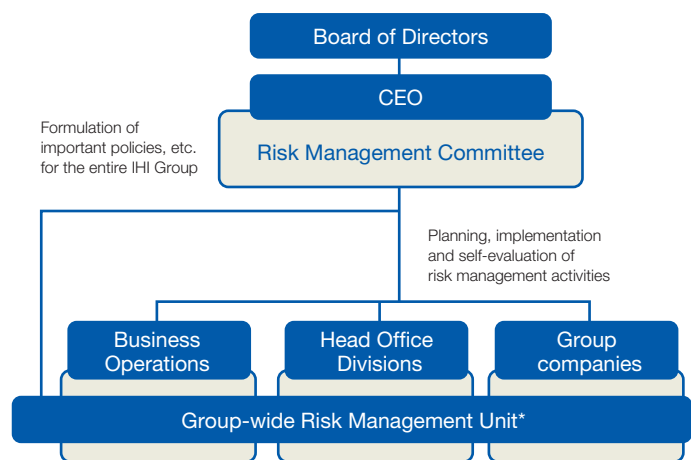 Board of Directors
CEO
Risk Management Committee
Formulation of
important policies, etc.
for the entire IHI Group
Planning, implementation
and self-evaluation of
risk management activities
Business
Operations
Head Office
Divisions
Group
companies
Group-wide Risk Management Unit*